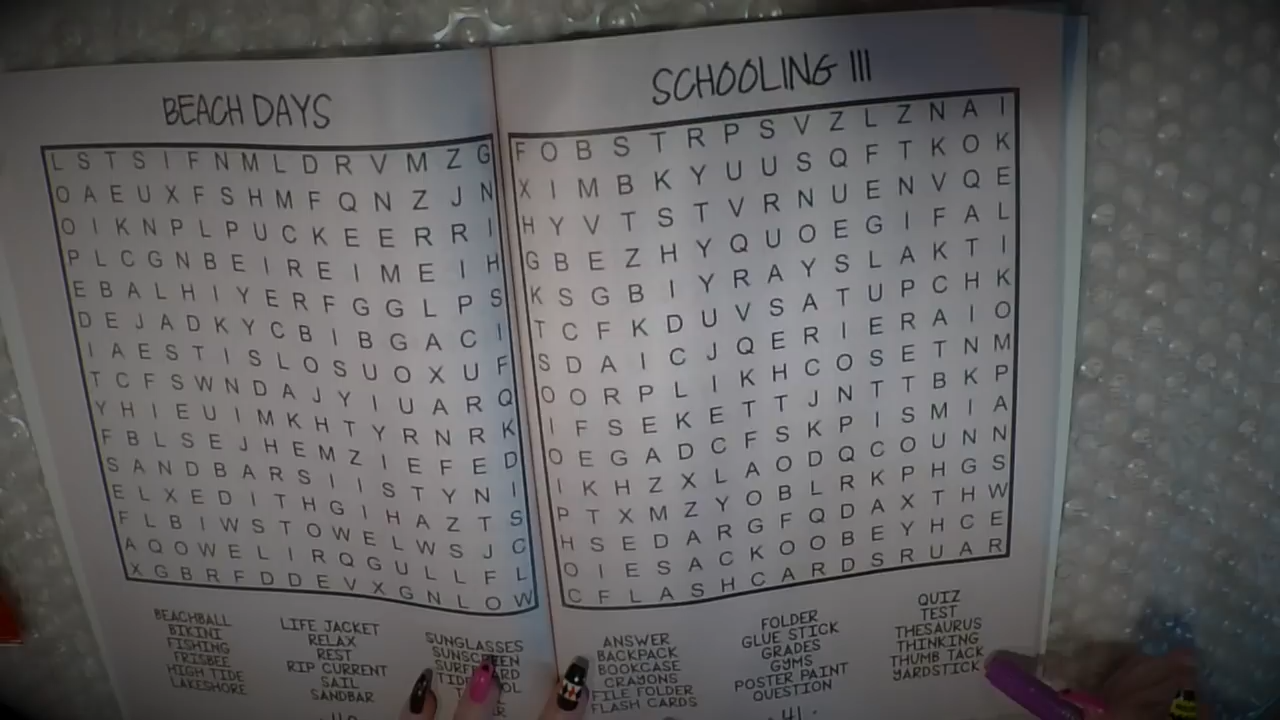 BEACH DAYS
L S T S I F N M L D R V M Z G
O A E U X F S H M F Q N Z J N
O I K N P L P U C K E E R R I
P L C G N B E I R E I M E I H
E B A L H I Y E R F G G L P S
D E J A D K Y C B I B G A C I
I A E S T I S L O S U O X U F
T C F S W N D A J Y I U A R Q
Y H I E U I M K H T Y R N R K
F B L S E J H E M Z I E F E D
S A N D B A R S I I S T Y N I
E L X E D I T H G I H A Z T S
F L B I W S T O W E L W S J C
A Q O W E L I R Q G U L L F L
X G B R F D D E V X G N L O W
BEACHBALL
BIKINI
FISHING
FRISBEE
HIGH TIDE
LAKESHORE
LIFE JACKET
RELAX
REST
RIP CURRENT
SAIL
SANDBAR
SUNGLASSES
SUNSCREEN
SCHOOLING III
F O B S T R P S V Z L Z N A I
X I M B K Y U U S Q F T K O K
H Y V T S T V R N U E N V Q E
G B E Z H Y Q U O E G I F A L
K S G B I Y R A Y S L A K T I
T C F K D U V S A T U P C H K
S D A I C J Q E R I E R A I O
O O R P L I K H C O S E T N M
I F S E K E T T J N T T B K P
O E G A D C F S K P I S M I A
I K H Z X L A O D Q C O U N N
P T X M Z Y O B L R K P H G S
H S E D A R G F Q D A X T H W
O I E S A C K O O B E Y H C E
C F L A S H C A R D S R U A R
ANSWER
BACKPACK
BOOKCASE
CRAYONS
FILE FOLDER
FLASH CARDS
FOLDER
GLUE STICK
GRADES
GYMS
POSTER PAINT
QUESTION
QUIZ
TEST
THESAURUS
THINKING
THUMB TACK
YARDSTICK
· 41 ·